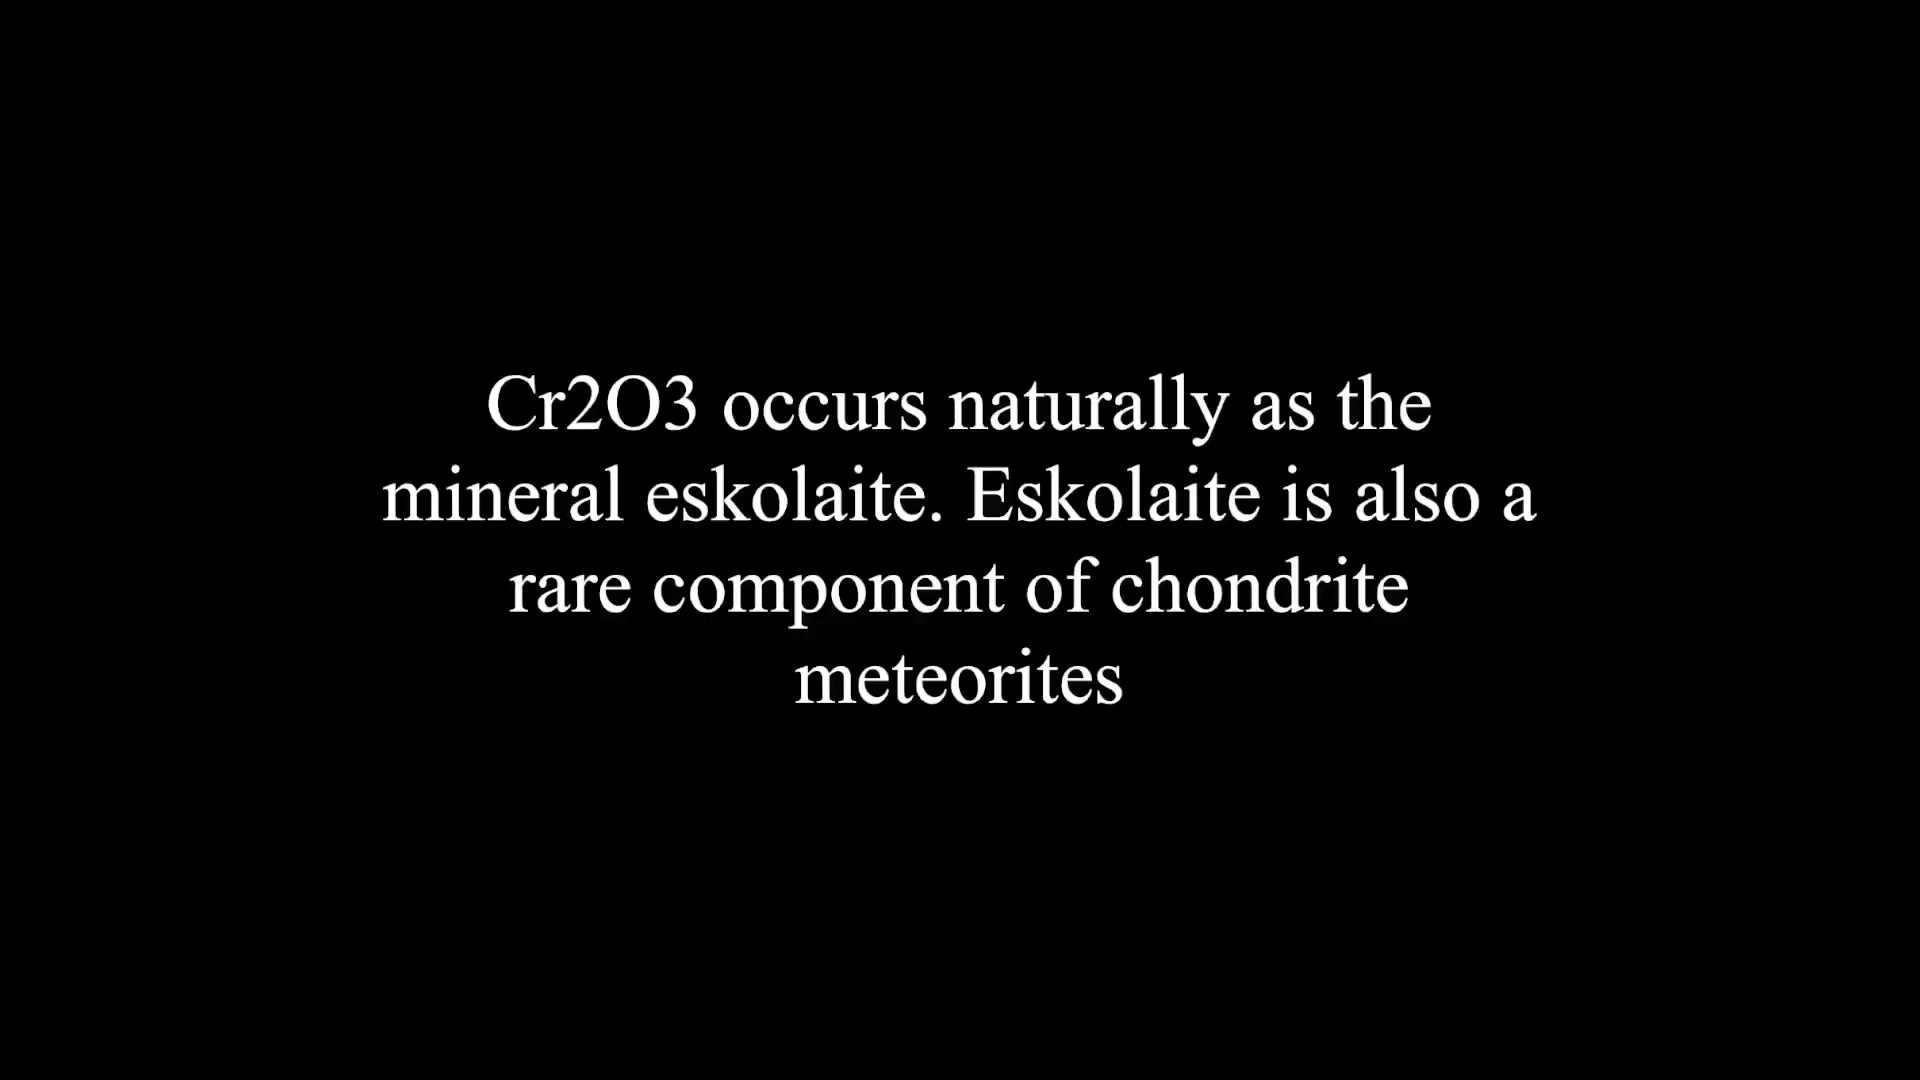 Cr2O3 occurs naturally as the
mineral eskolaite. Eskolaite is also a
rare component of chondrite
meteorites